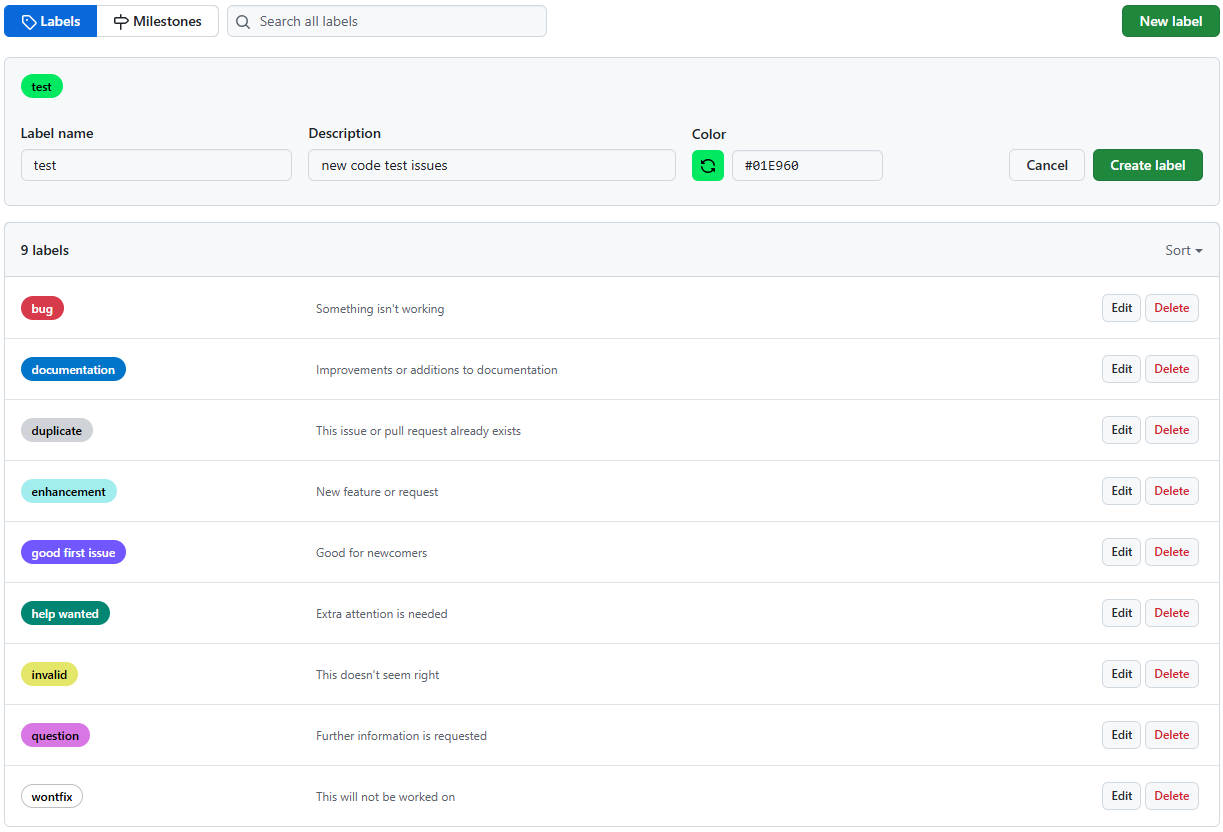 Labels Milestones Search all labels New label
test
Label name Description Color
test new code test issues #01E960 Cancel Create label
9 labels Sort
bug Something isn't working Edit Delete
documentation Improvements or additions to documentation Edit Delete
duplicate This issue or pull request already exists Edit Delete
enhancement New feature or request Edit Delete
good first issue Good for newcomers Edit Delete
help wanted Extra attention is needed Edit Delete
invalid This doesn't seem right Edit Delete
question Further information is requested Edit Delete
wontfix This will not be worked on Edit Delete